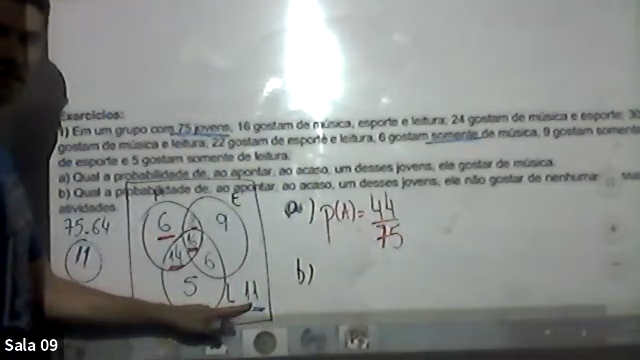 Exercícios:
1) Em um grupo com 75 jovens, 16 gostam de música, esporte e leitura; 24 gostam de música e esporte; 30
gostam de música e leitura; 22 gostam de esporte e leitura; 6 gostam somente de música, 9 gostam somente
de esporte e 5 gostam somente de leitura.
a) Qual a probabilidade de, ao apontar, ao acaso, um desses jovens, ele gostar de música.
b) Qual a probabilidade de, ao apontar, ao acaso, um desses jovens, ele não gostar de nenhuma
atividades
E
75-64
11
6
9
14
6
5
L
11
a) P(A)=44/75
b)
Sala 09